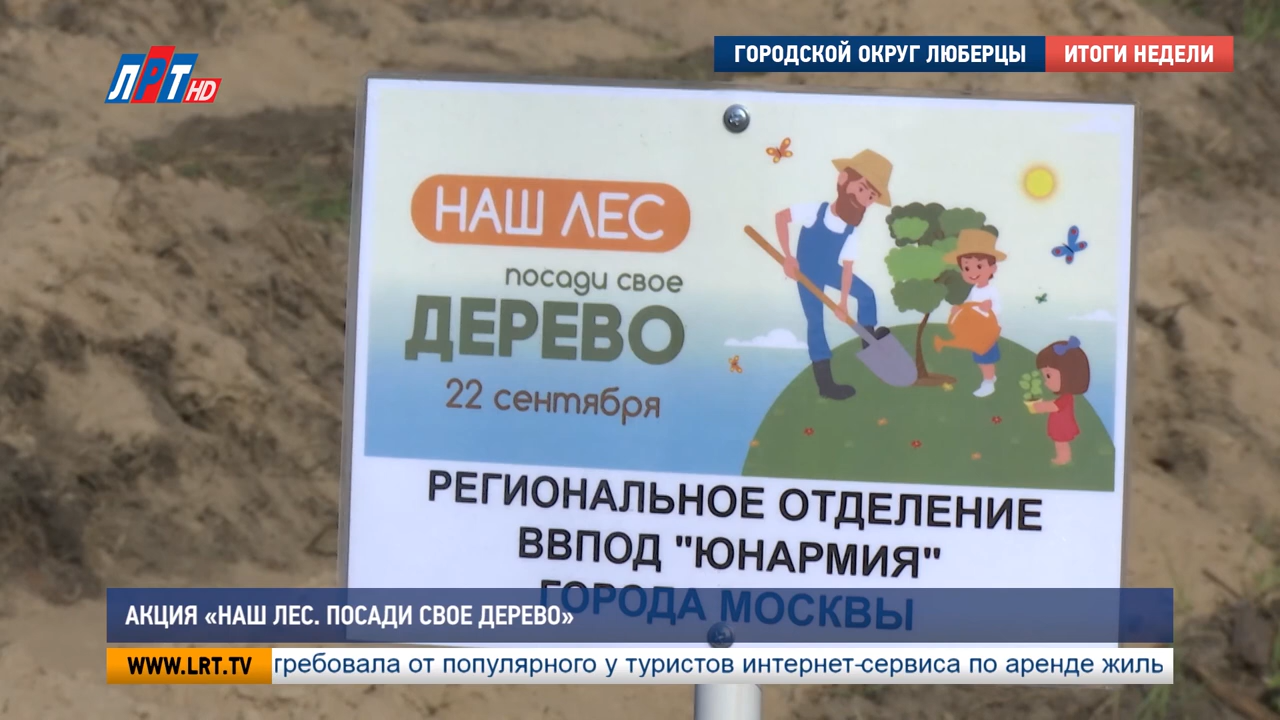 ЛРТ HD
ГОРОДСКОЙ ОКРУГ ЛЮБЕРЦЫ ИТОГИ НЕДЕЛИ
НАШ ЛЕС
посади свое
ДЕРЕВО
22 сентября
РЕГИОНАЛЬНОЕ ОТДЕЛЕНИЕ
ВВПОД "ЮНАРМИЯ"
ГОРОДА МОСКВЫ
АКЦИЯ «НАШ ЛЕС. ПОСАДИ СВОЕ ДЕРЕВО»
WWW.LRT.TV гребовала от популярного у туристов интернет-сервиса по аренде жиль